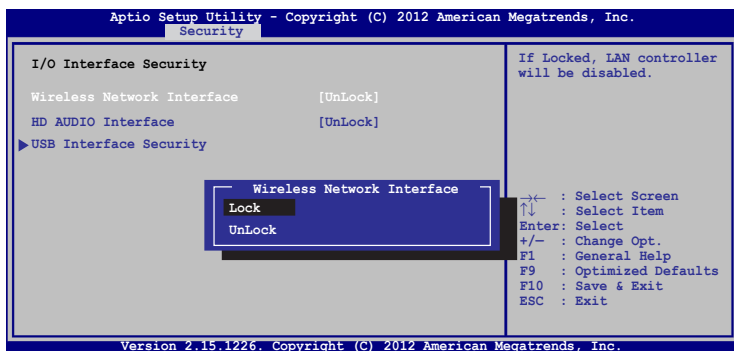 Aptio Setup Utility - Copyright (C) 2012 American Megatrends, Inc.
Security
I/O Interface Security
Wireless Network Interface [UnLock]
HD AUDIO Interface [UnLock]
USB Interface Security
Wireless Network Interface
Lock
UnLock
If Locked, LAN controller
will be disabled.
→← : Select Screen
↑↓ : Select Item
Enter: Select
+/— : Change Opt.
F1 : General Help
F9 : Optimized Defaults
F10 : Save & Exit
ESC : Exit
Version 2.15.1226. Copyright (C) 2012 American Megatrends, Inc.